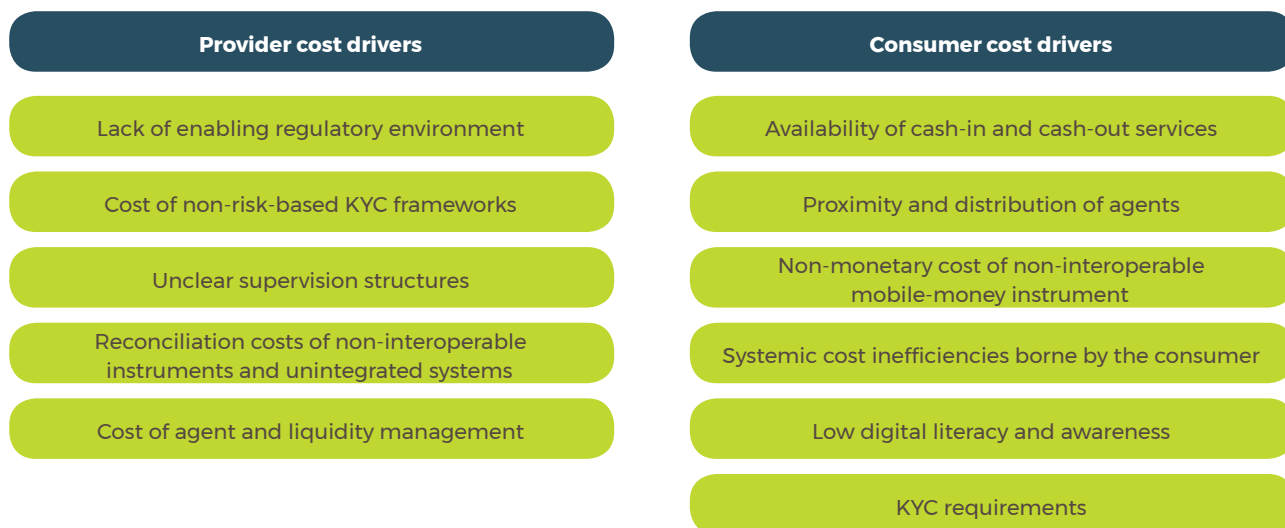 Provider cost drivers
Lack of enabling regulatory environment
Cost of non-risk-based KYC frameworks
Unclear supervision structures
Reconciliation costs of non-interoperable
instruments and unintegrated systems
Cost of agent and liquidity management
Consumer cost drivers
Availability of cash-in and cash-out services
Proximity and distribution of agents
Non-monetary cost of non-interoperable
mobile-money instrument
Systemic cost inefficiencies borne by the consumer
Low digital literacy and awareness
KYC requirements